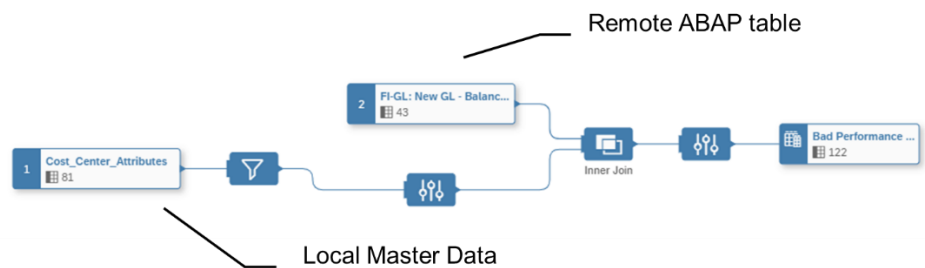 Remote ABAP table
2
FI-GL: New GL - Balanc...
43
1
Cost_Center_Attributes
81
Inner Join
Bad Performance ...
122
Local Master Data